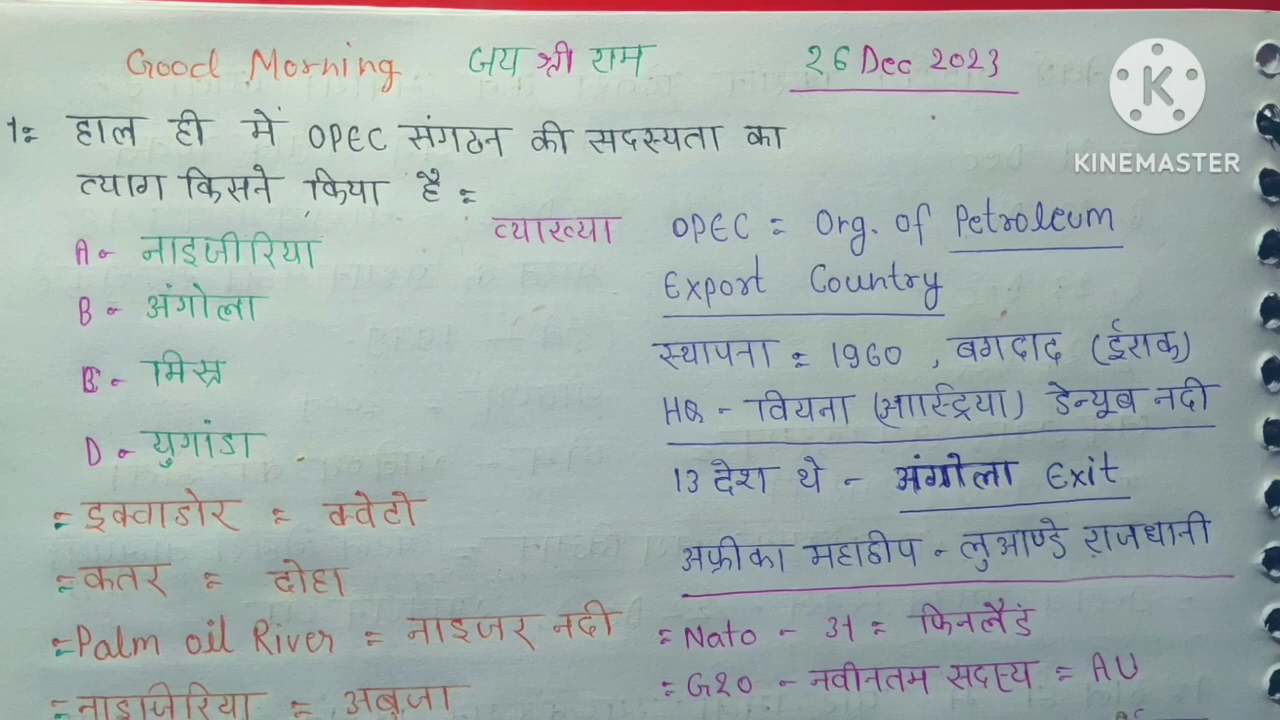 Good Morning जय श्री राम 26 Dec 2023
KINEMASTER
1= हाल ही में OPEC संगठन की सदस्यता का
त्याग किसने किया है =
A - नाइजीरिया
B - अंगोला
- मिस्र
D - युगांडा
= इक्वाडोर = क्वेटो
= कतर = दोहा
= Palm oil River = नाइजर नदी
= नाइजिरिया = अबुजा
व्याख्या OPEC = Org. of Petroleum
Export Country
स्थापना = 1960 , बगदाद (ईराक)
HQ - वियना (आस्ट्रिया) डेन्यूब नदी
13 देश थे - अंगोला Exit
अफ्रीका महाद्वीप - लुआण्डे राजधानी
= Nato - 31 = फिनलैंड
= G20 - नवीनतम सदस्य = AU